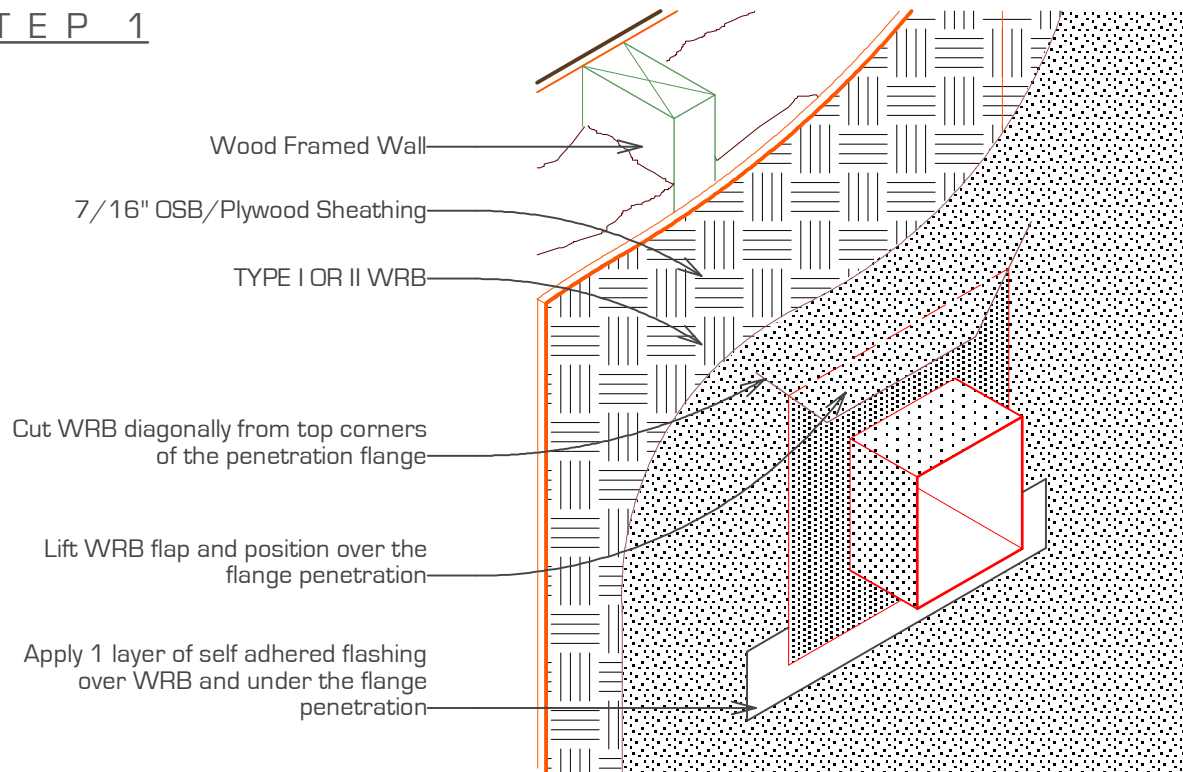 TEP 1
Wood Framed Wall
7/16" OSB/Plywood Sheathing
TYPE I OR II WRB
Cut WRB diagonally from top corners
of the penetration flange
Lift WRB flap and position over the
flange penetration
Apply 1 layer of self adhered flashing
over WRB and under the flange
penetration